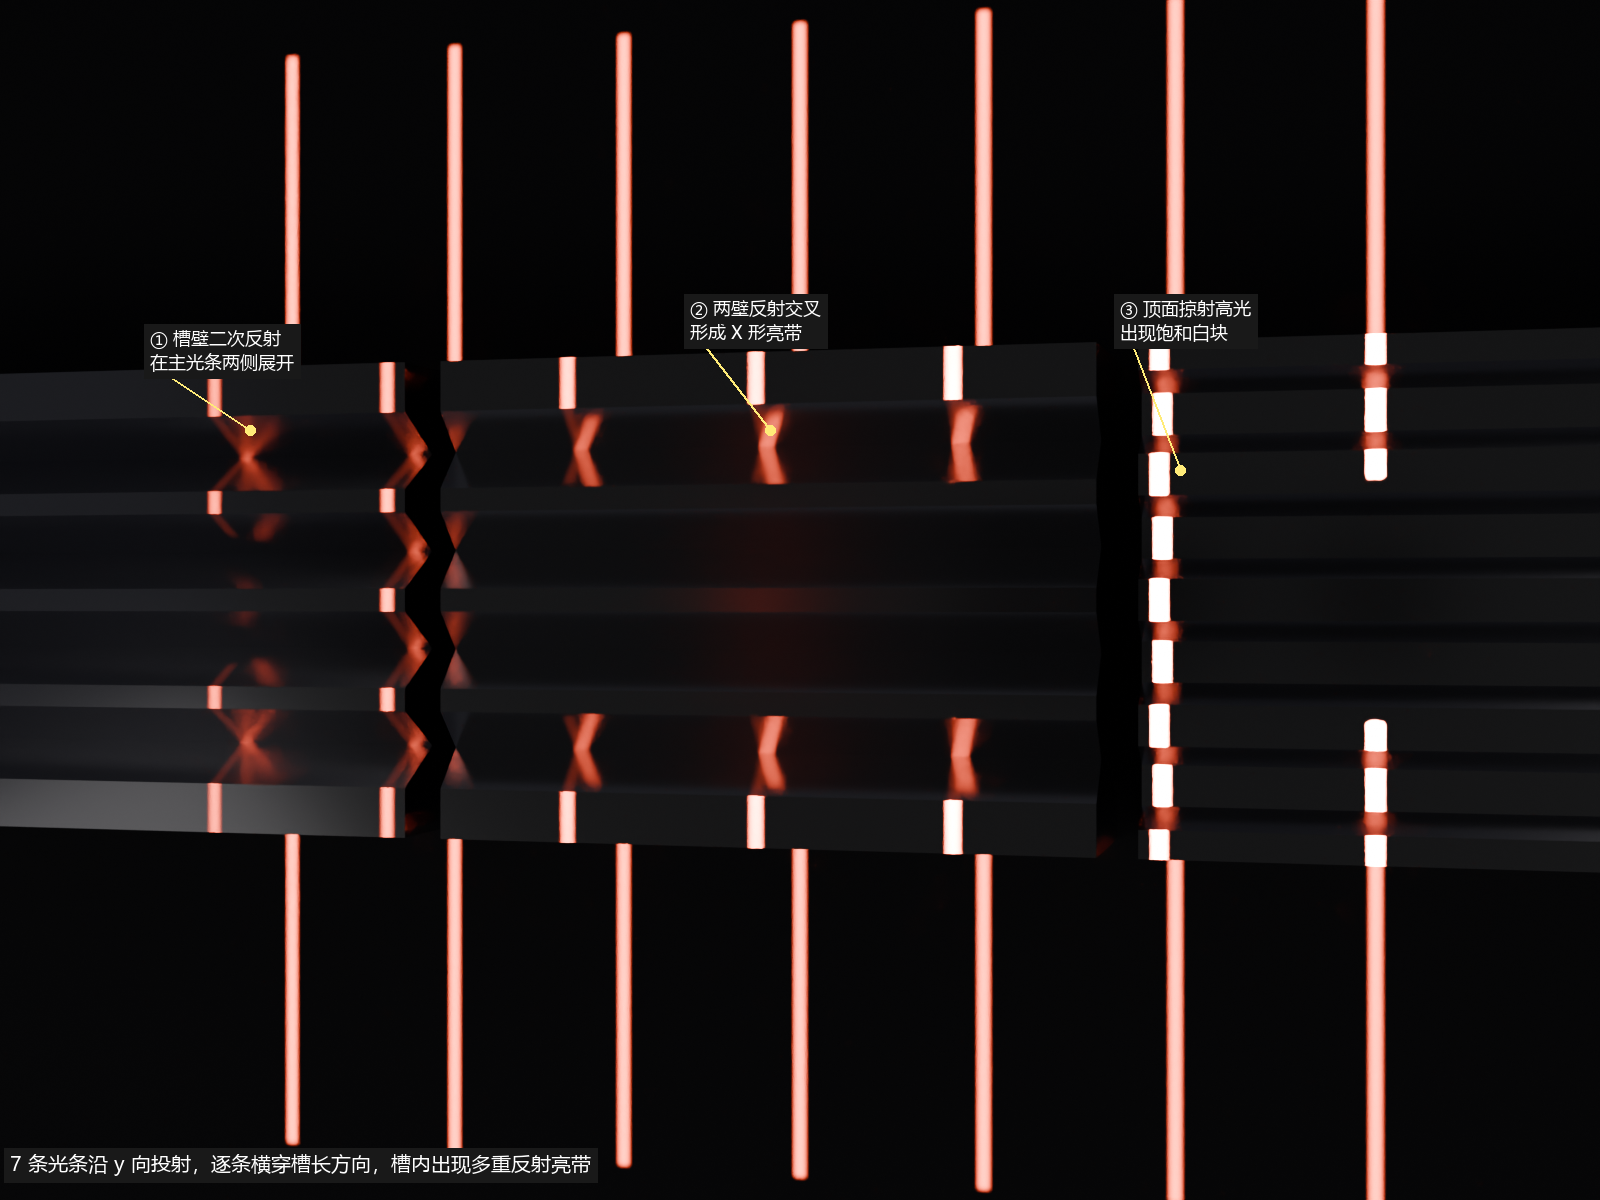 ① 槽壁二次反射
在主光条两侧展开
② 两壁反射交叉
形成 X 形亮带
③ 顶面掠射高光
出现饱和白块
7 条光条沿 y 向投射，逐条横穿槽长方向，槽内出现多重反射亮带